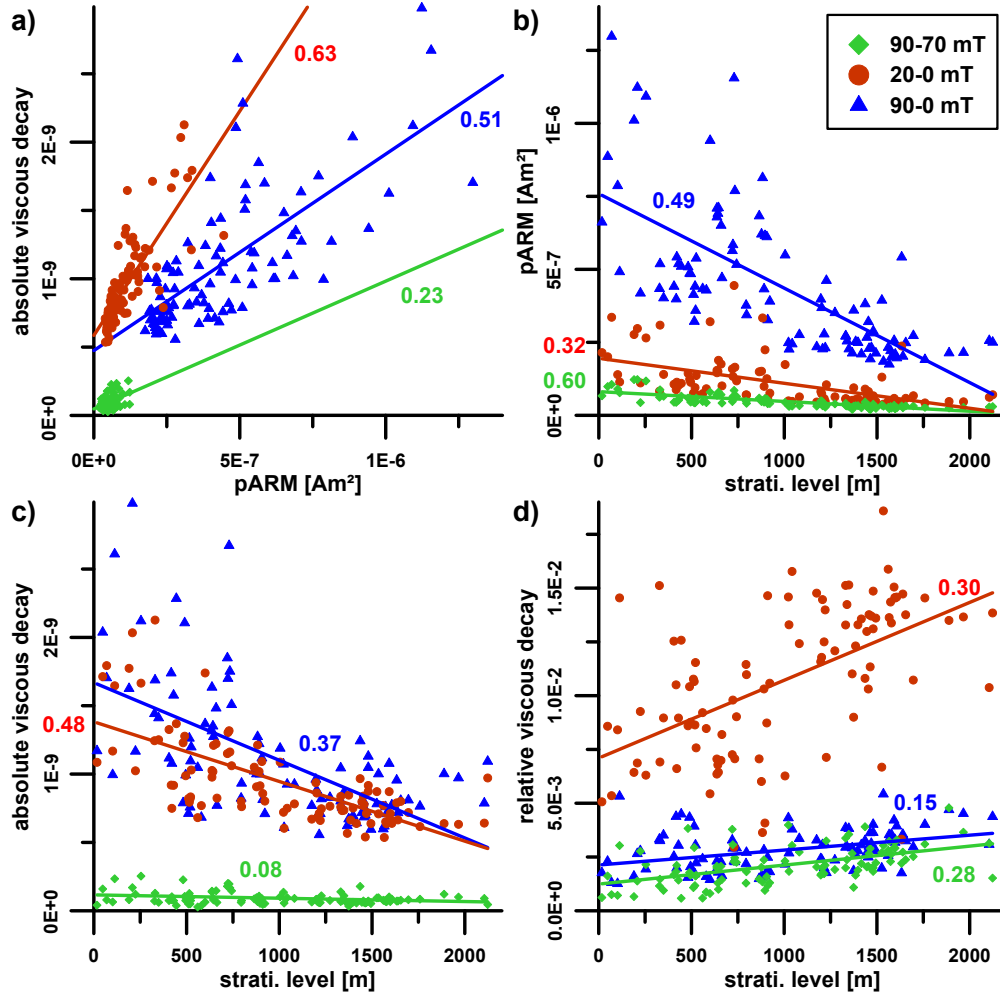 a)
0.63
0.51
0.23
absolute viscous decay
0E+0
1E-9
2E-9
0E+0
5E-7
1E-6
pARM [Am²]
b)
90-70 mT
20-0 mT
90-0 mT
0.49
0.32
0.60
pARM [Am²]
0E+0
5E-7
1E-6
0
500
1000
1500
2000
strati. level [m]
c)
0.48
0.37
0.08
absolute viscous decay
0E+0
1E-9
2E-9
0
500
1000
1500
2000
strati. level [m]
d)
0.30
0.15
0.28
relative viscous decay
0.0E+0
5.0E-3
1.0E-2
1.5E-2
0
500
1000
1500
2000
strati. level [m]